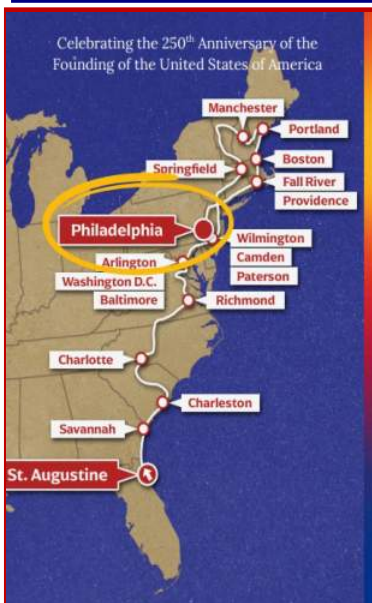 Celebrating the 250th Anniversary of the
Founding of the United States of America
Manchester
Portland
Springfield
Boston
Fall River
Providence
Philadelphia
Wilmington
Camden
Paterson
Arlington
Washington D.C.
Baltimore
Richmond
Charlotte
Charleston
Savannah
St. Augustine